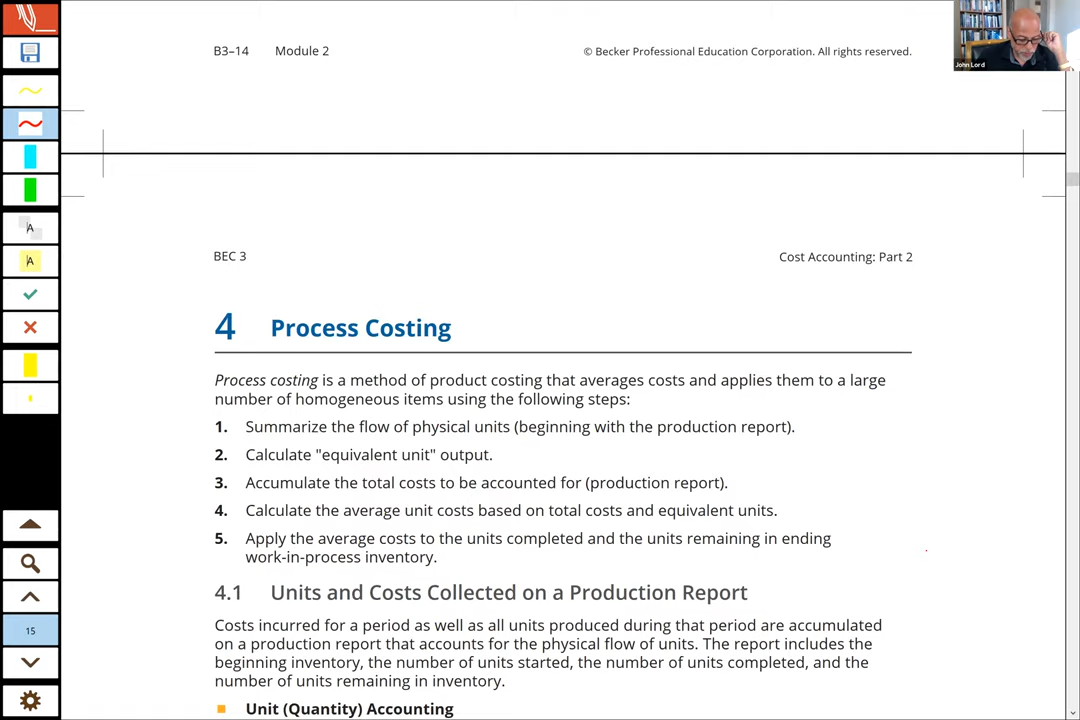 B3–14 Module 2 © Becker Professional Education Corporation. All rights reserved.
John Lord
A
A
BEC 3 Cost Accounting: Part 2
4 Process Costing
Process costing is a method of product costing that averages costs and applies them to a large
number of homogeneous items using the following steps:
1. Summarize the flow of physical units (beginning with the production report).
2. Calculate "equivalent unit" output.
3. Accumulate the total costs to be accounted for (production report).
4. Calculate the average unit costs based on total costs and equivalent units.
5. Apply the average costs to the units completed and the units remaining in ending
work-in-process inventory.
4.1 Units and Costs Collected on a Production Report
Costs incurred for a period as well as all units produced during that period are accumulated
on a production report that accounts for the physical flow of units. The report includes the
beginning inventory, the number of units started, the number of units completed, and the
number of units remaining in inventory.
15
Unit (Quantity) Accounting